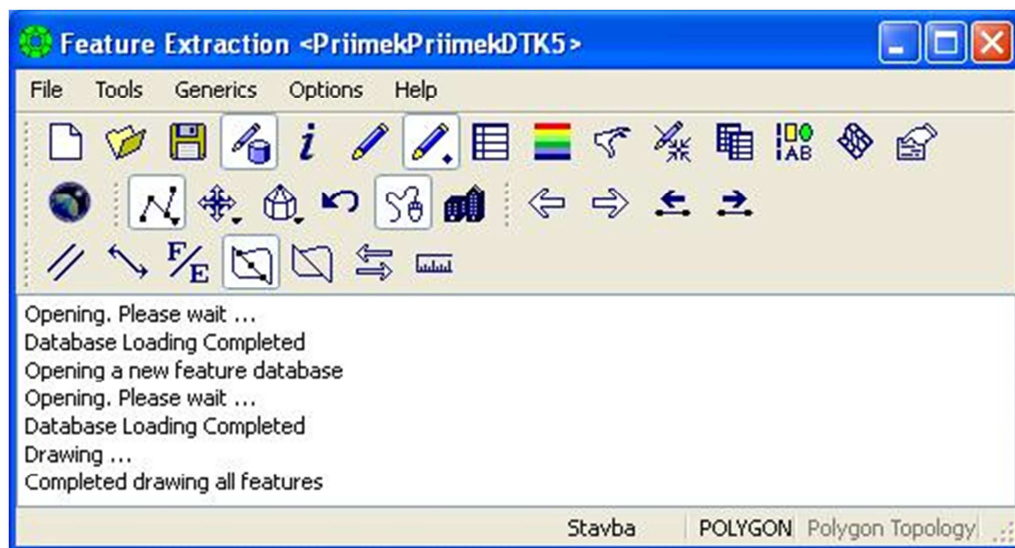 Feature Extraction <PriimekPriimekDTK5>
File Tools Generics Options Help
AB
F/E
Opening. Please wait ...
Database Loading Completed
Opening a new feature database
Opening. Please wait ...
Database Loading Completed
Drawing ...
Completed drawing all features
Stavba POLYGON Polygon Topology